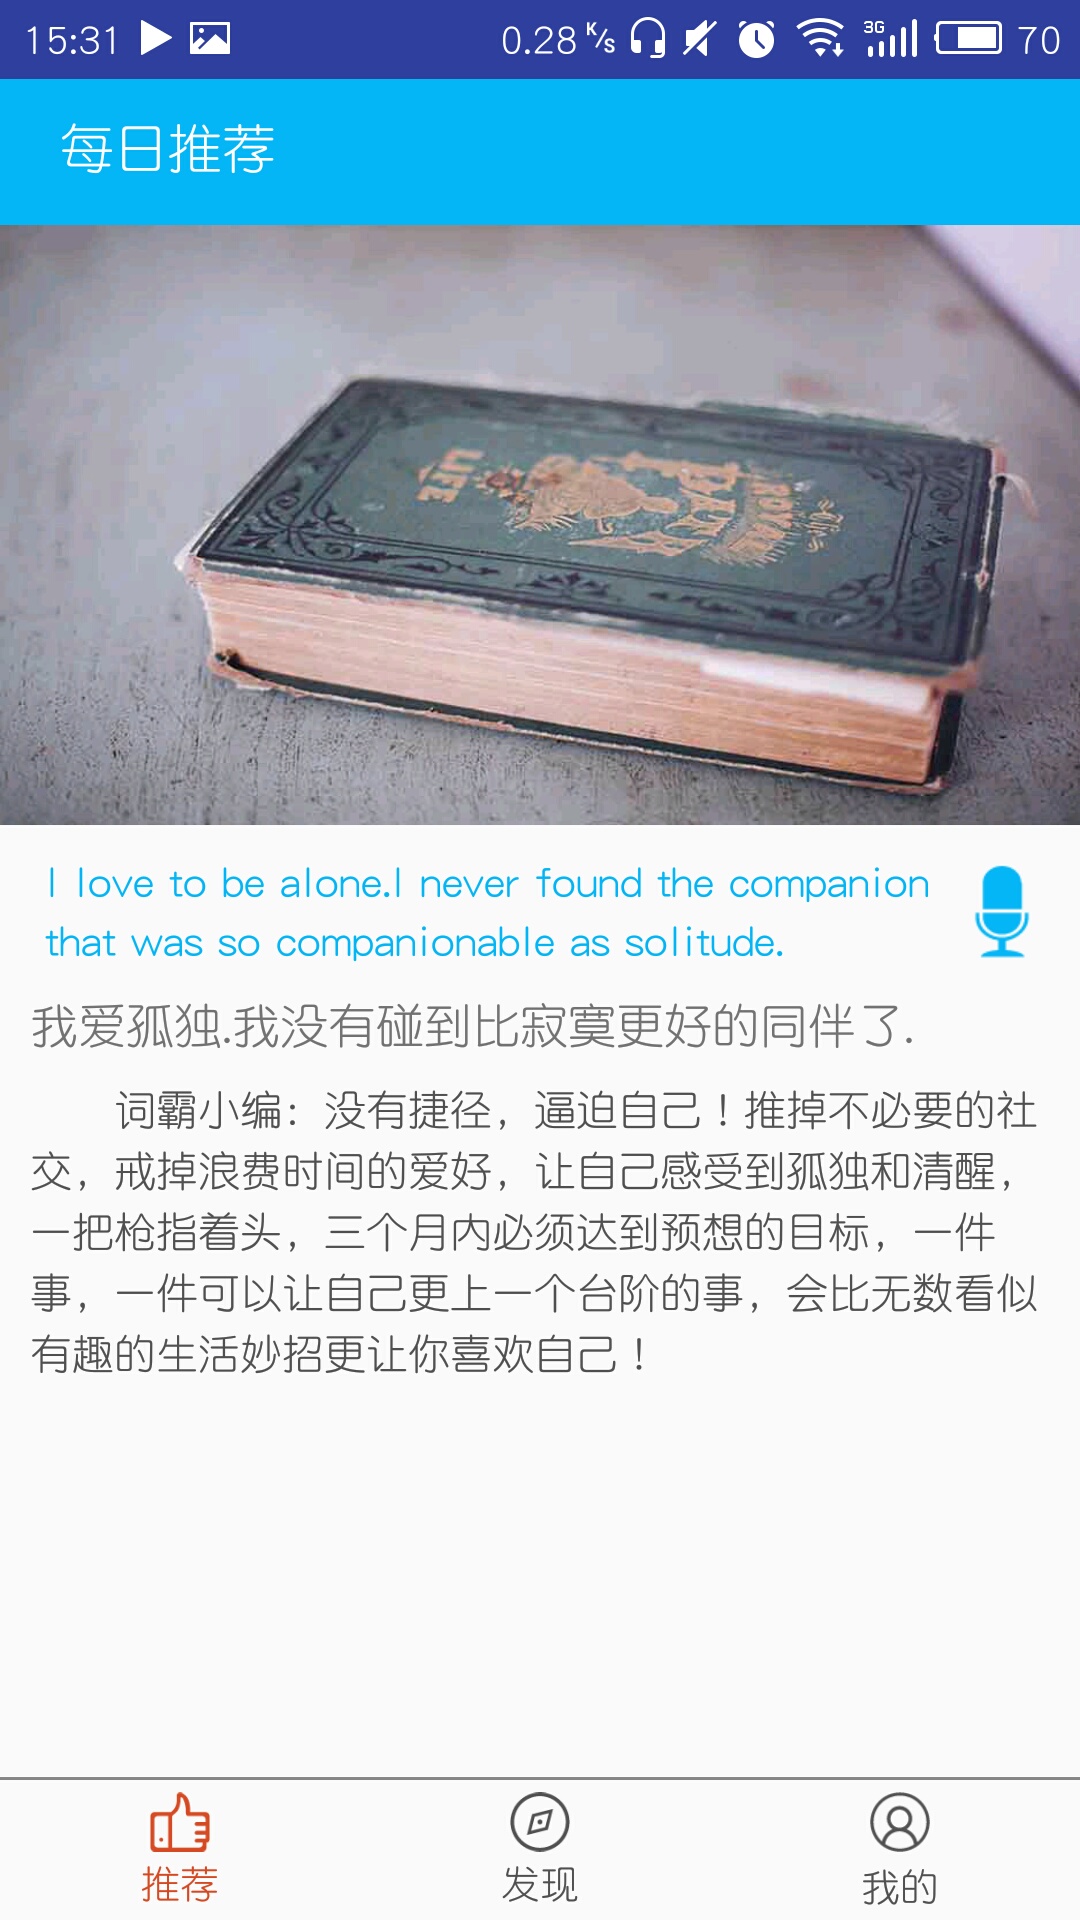 15:31 0.28 K/s 3G 70
每日推荐
LIFE
I love to be alone.I never found the companion
that was so companionable as solitude.
我爱孤独.我没有碰到比寂寞更好的同伴了.
词霸小编：没有捷径，逼迫自己！推掉不必要的社
交，戒掉浪费时间的爱好，让自己感受到孤独和清醒，
一把枪指着头，三个月内必须达到预想的目标，一件
事，一件可以让自己更上一个台阶的事，会比无数看似
有趣的生活妙招更让你喜欢自己！
推荐 发现 我的